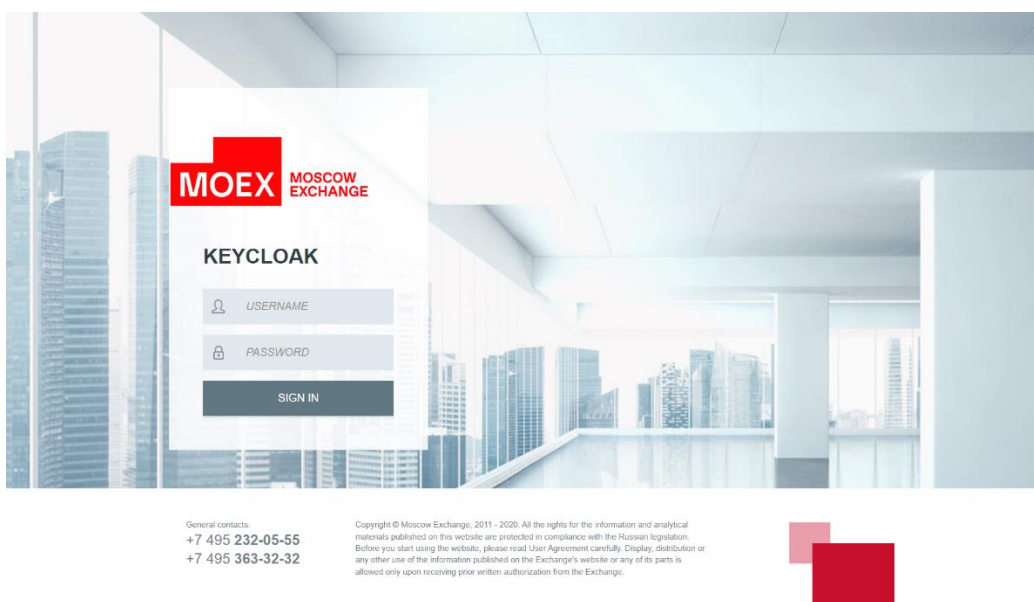 MOEX
MOSCOW
EXCHANGE
KEYCLOAK
USERNAME
PASSWORD
SIGN IN
General contacts:
+7 495 232-05-55
+7 495 363-32-32
Copyright © Moscow Exchange, 2011 - 2020. All the rights for the information and analytical
materials published on this website are protected in compliance with the Russian legislation.
Before you start using the website, please read User Agreement carefully. Display, distribution or
any other use of the information published on the Exchange's website or any of its parts is
allowed only upon receiving prior written authorization from the Exchange.